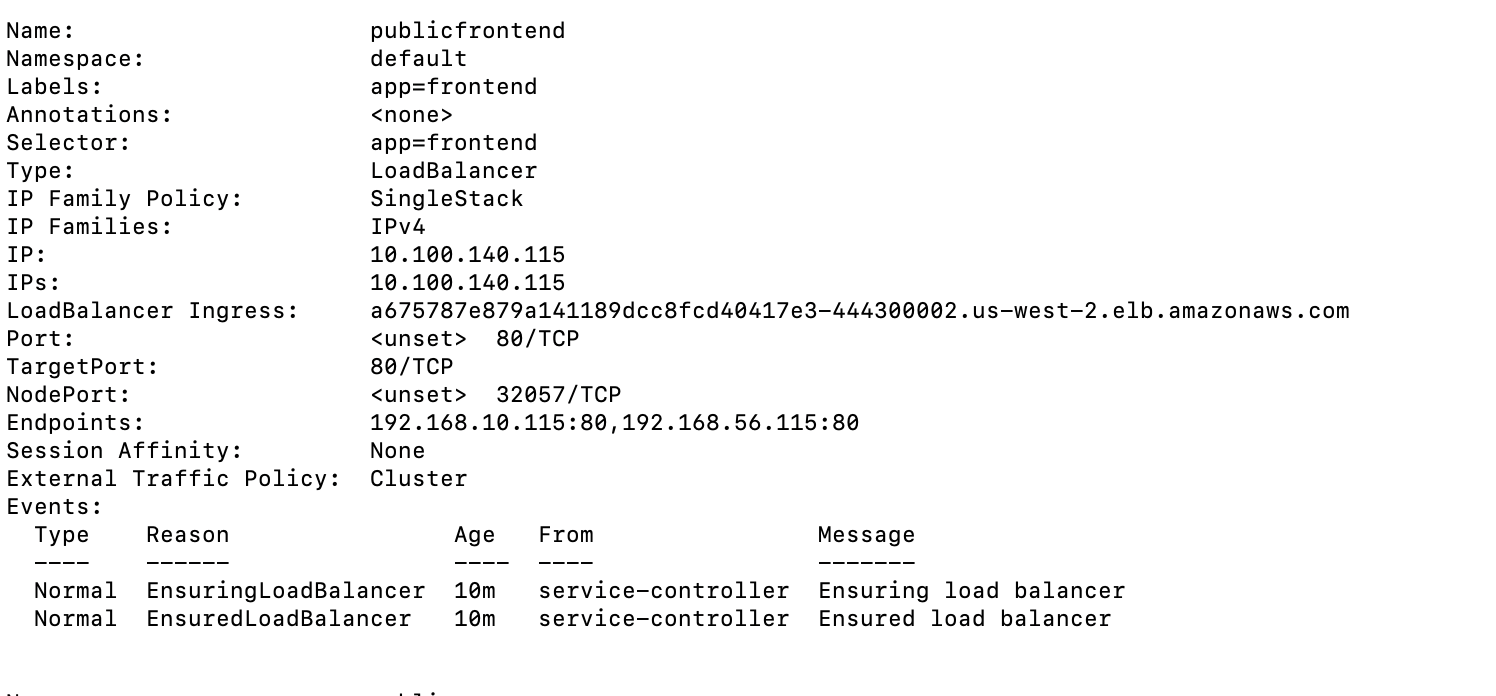 Name:                     publicfrontend
Namespace:                default
Labels:                   app=frontend
Annotations:              <none>
Selector:                 app=frontend
Type:                     LoadBalancer
IP Family Policy:         SingleStack
IP Families:              IPv4
IP:                       10.100.140.115
IPs:                      10.100.140.115
LoadBalancer Ingress:     a675787e879a141189dcc8fcd40417e3-444300002.us-west-2.elb.amazonaws.com
Port:                     <unset>  80/TCP
TargetPort:               80/TCP
NodePort:                 <unset>  32057/TCP
Endpoints:                192.168.10.115:80,192.168.56.115:80
Session Affinity:         None
External Traffic Policy:  Cluster
Events:
  Type    Reason                Age   From                Message
  ----    ------                ----  ----                -------
  Normal  EnsuringLoadBalancer  10m   service-controller  Ensuring load balancer
  Normal  EnsuredLoadBalancer   10m   service-controller  Ensured load balancer